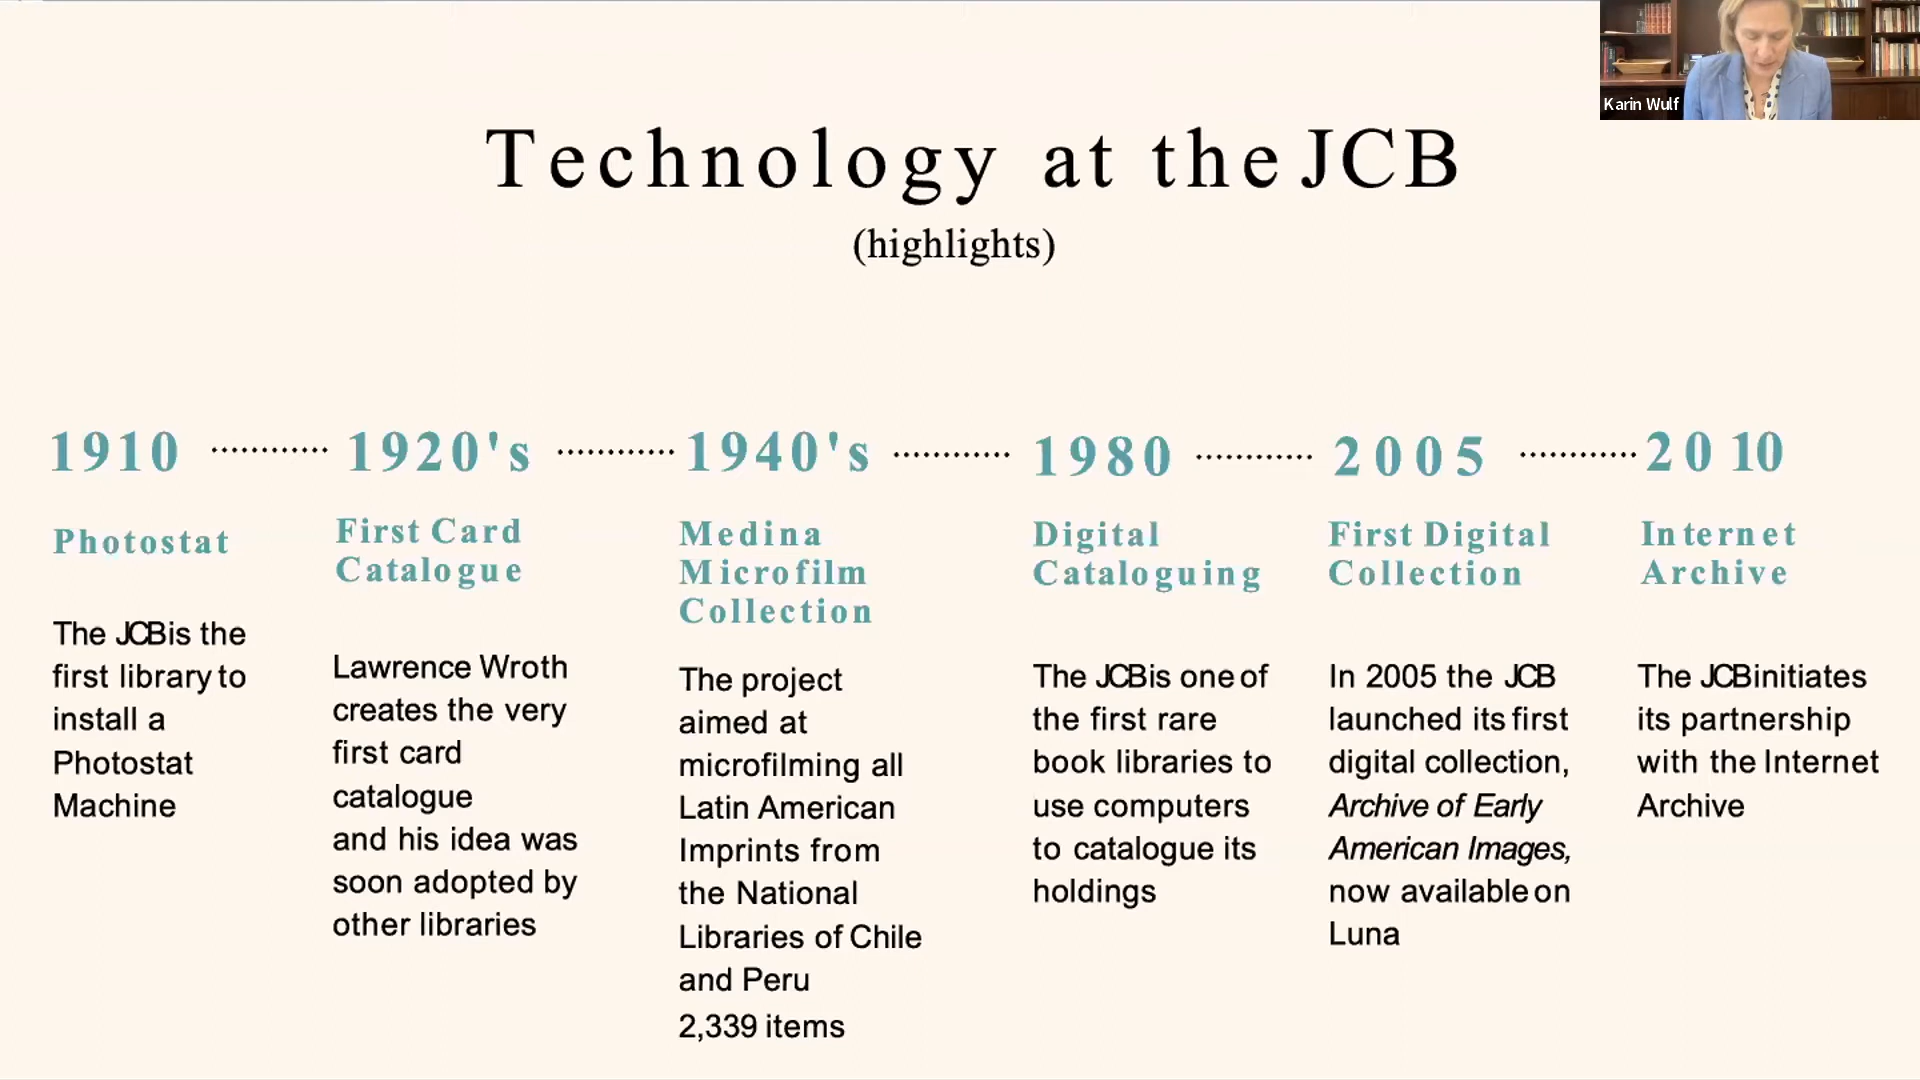 Karin Wulf
Technology at the JCB
(highlights)
1910
Photostat
The JCB is the
first library to
install a
Photostat
Machine
1920's
First Card
Catalogue
Lawrence Wroth
creates the very
first card
catalogue
and his idea was
soon adopted by
other libraries
1940's
Medina
Microfilm
Collection
The project
aimed at
microfilming all
Latin American
Imprints from
the National
Libraries of Chile
and Peru
2,339 items
1980
Digital
Cataloguing
The JCB is one of
the first rare
book libraries to
use computers
to catalogue its
holdings
2005
First Digital
Collection
In 2005 the JCB
launched its first
digital collection,
Archive of Early
American Images,
now available on
Luna
2010
Internet
Archive
The JCB initiates
its partnership
with the Internet
Archive